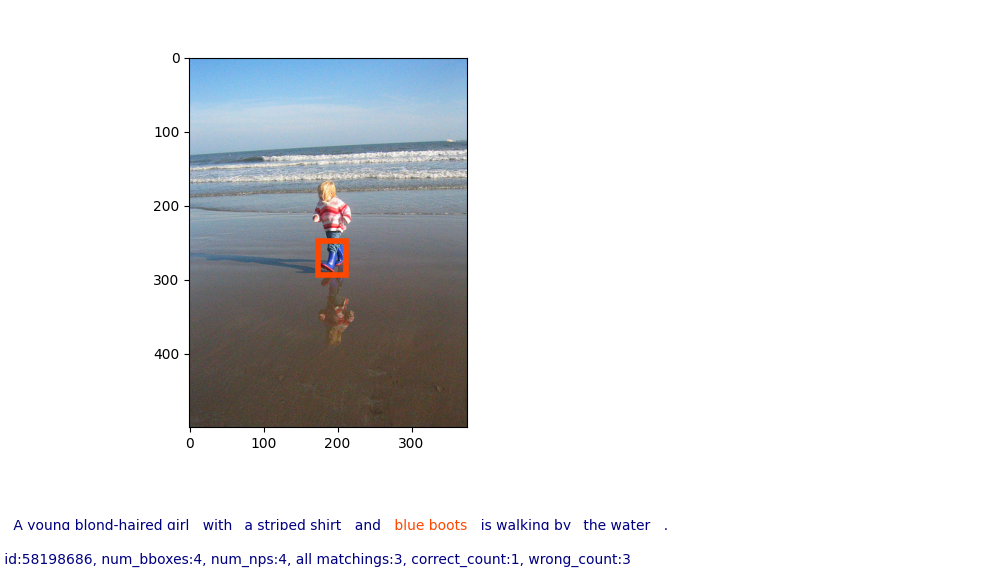 0
100
200
300
400
0 100 200 300
A young blond-haired girl with a striped shirt and blue boots is walking by the water .
id:58198686, num_bboxes:4, num_nps:4, all matchings:3, correct_count:1, wrong_count:3